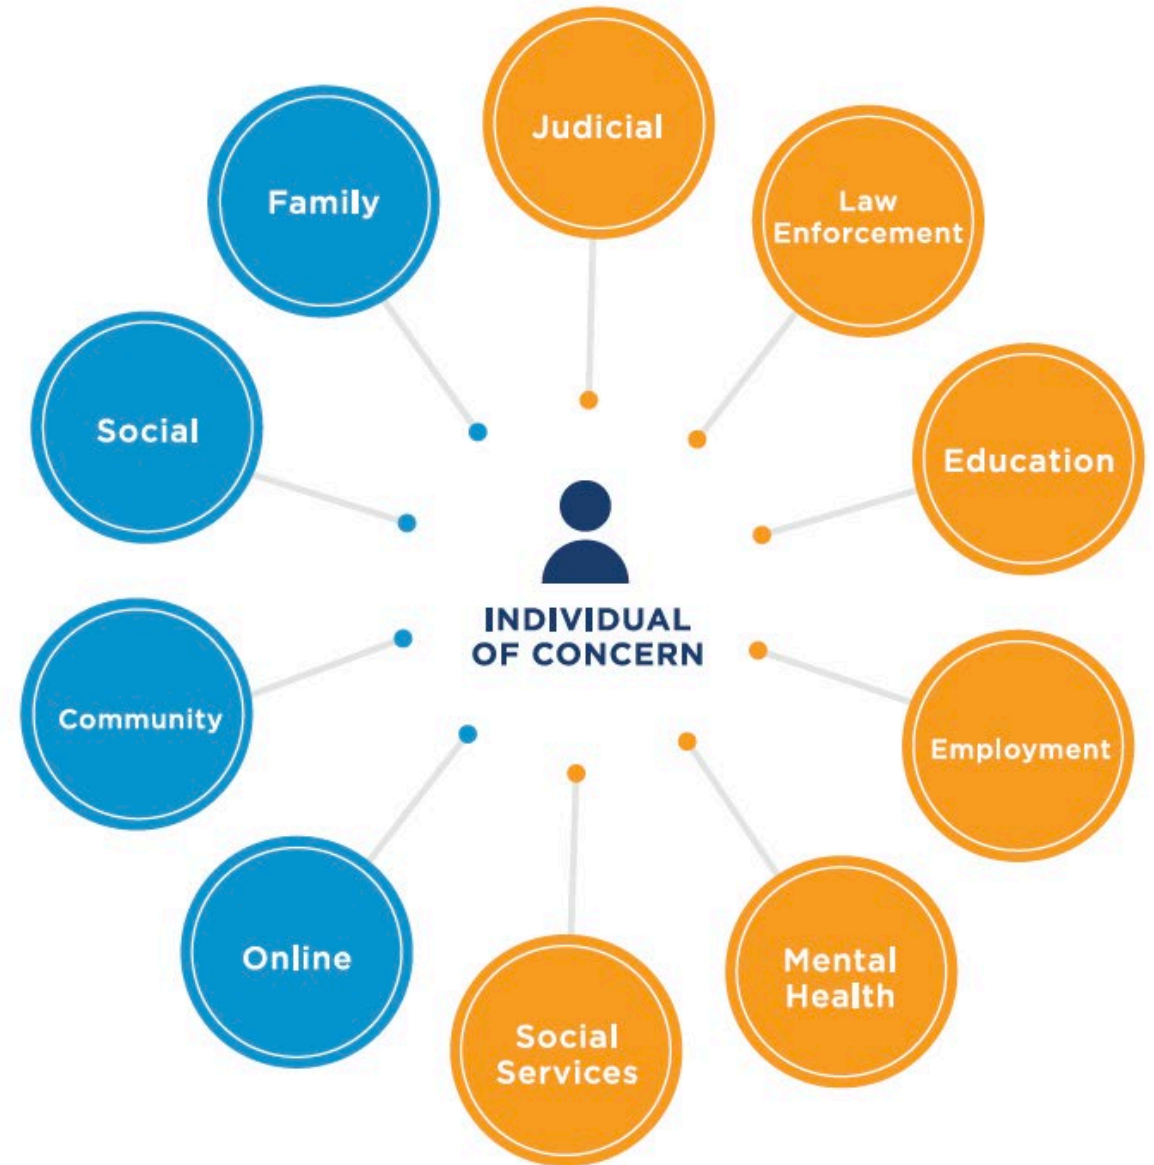 Judicial
Family
Law
Enforcement
Social
Education
INDIVIDUAL
OF CONCERN
Community
Employment
Online
Mental
Health
Social
Services